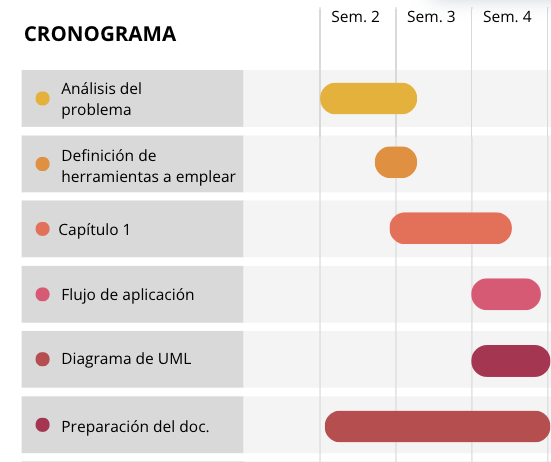 Sem. 2 Sem. 3 Sem. 4
CRONOGRAMA
Análisis del
problema
Definición de
herramientas a emplear
Capítulo 1
Flujo de aplicación
Diagrama de UML
Preparación del doc.